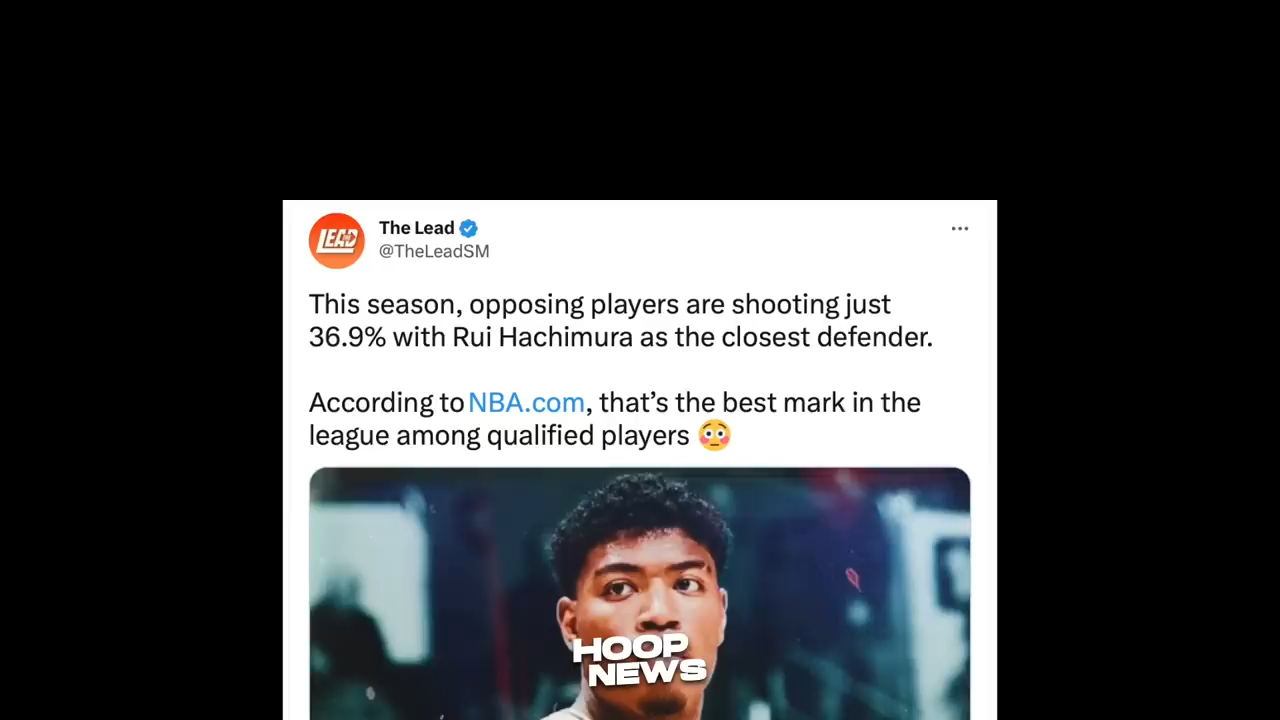 LEAD
The Lead
@TheLeadSM
This season, opposing players are shooting just
36.9% with Rui Hachimura as the closest defender.
According to NBA.com, that’s the best mark in the
league among qualified players 😳
HOOP
NEWS